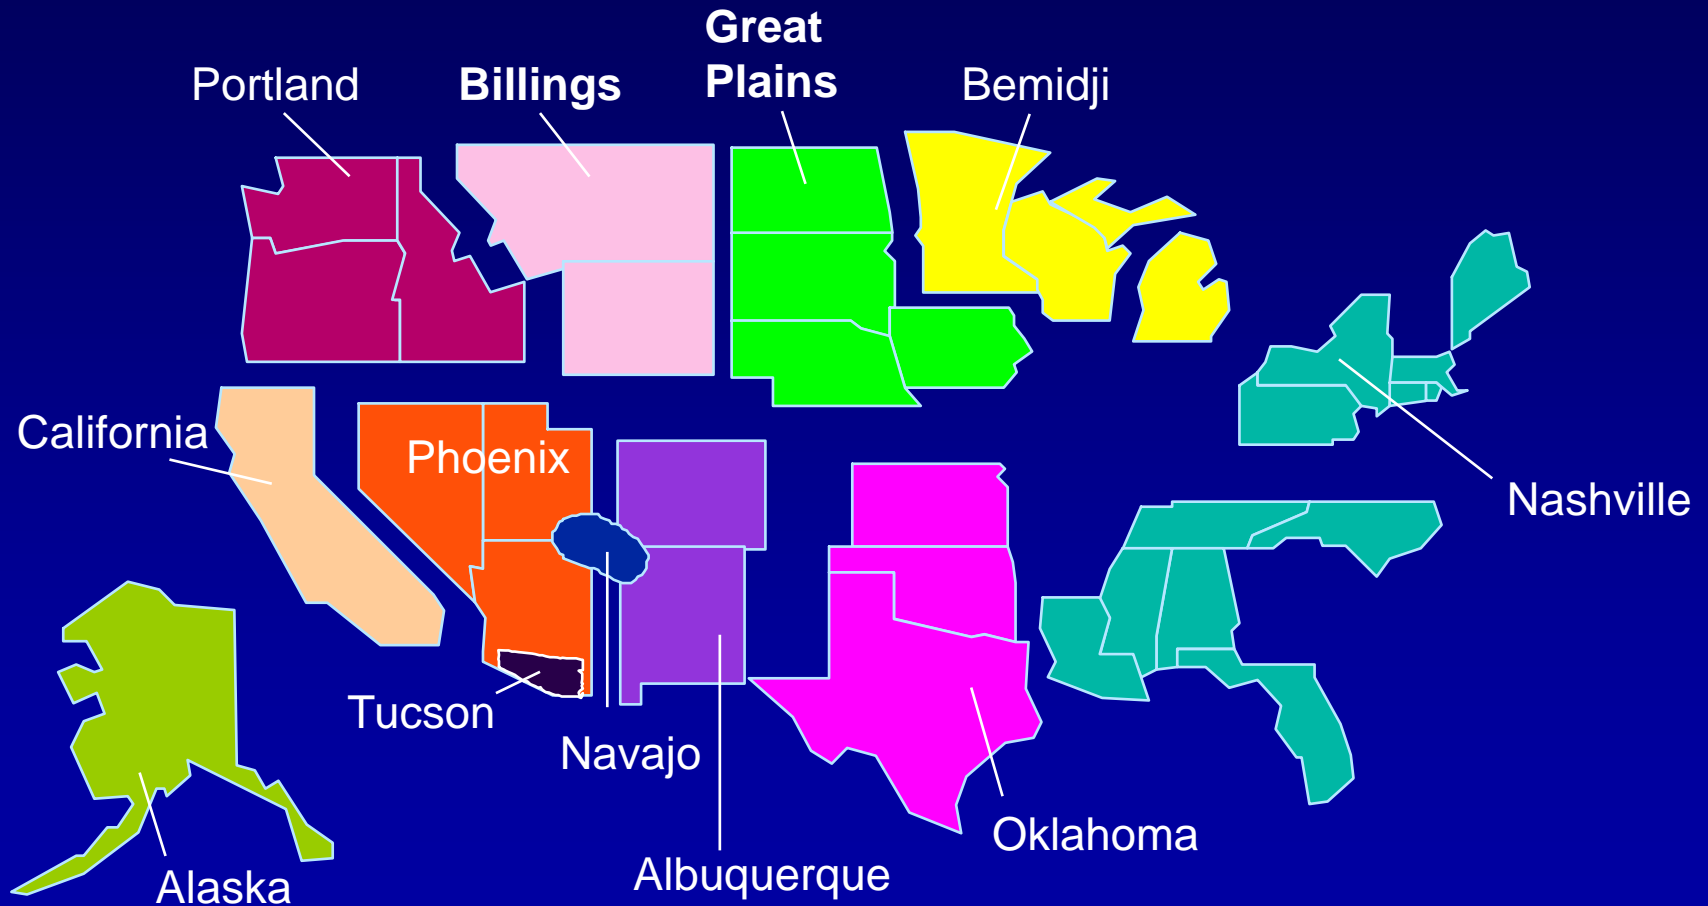 Great
Plains
Portland
Billings
Bemidji
California
Phoenix
Nashville
Tucson
Navajo
Oklahoma
Albuquerque
Alaska